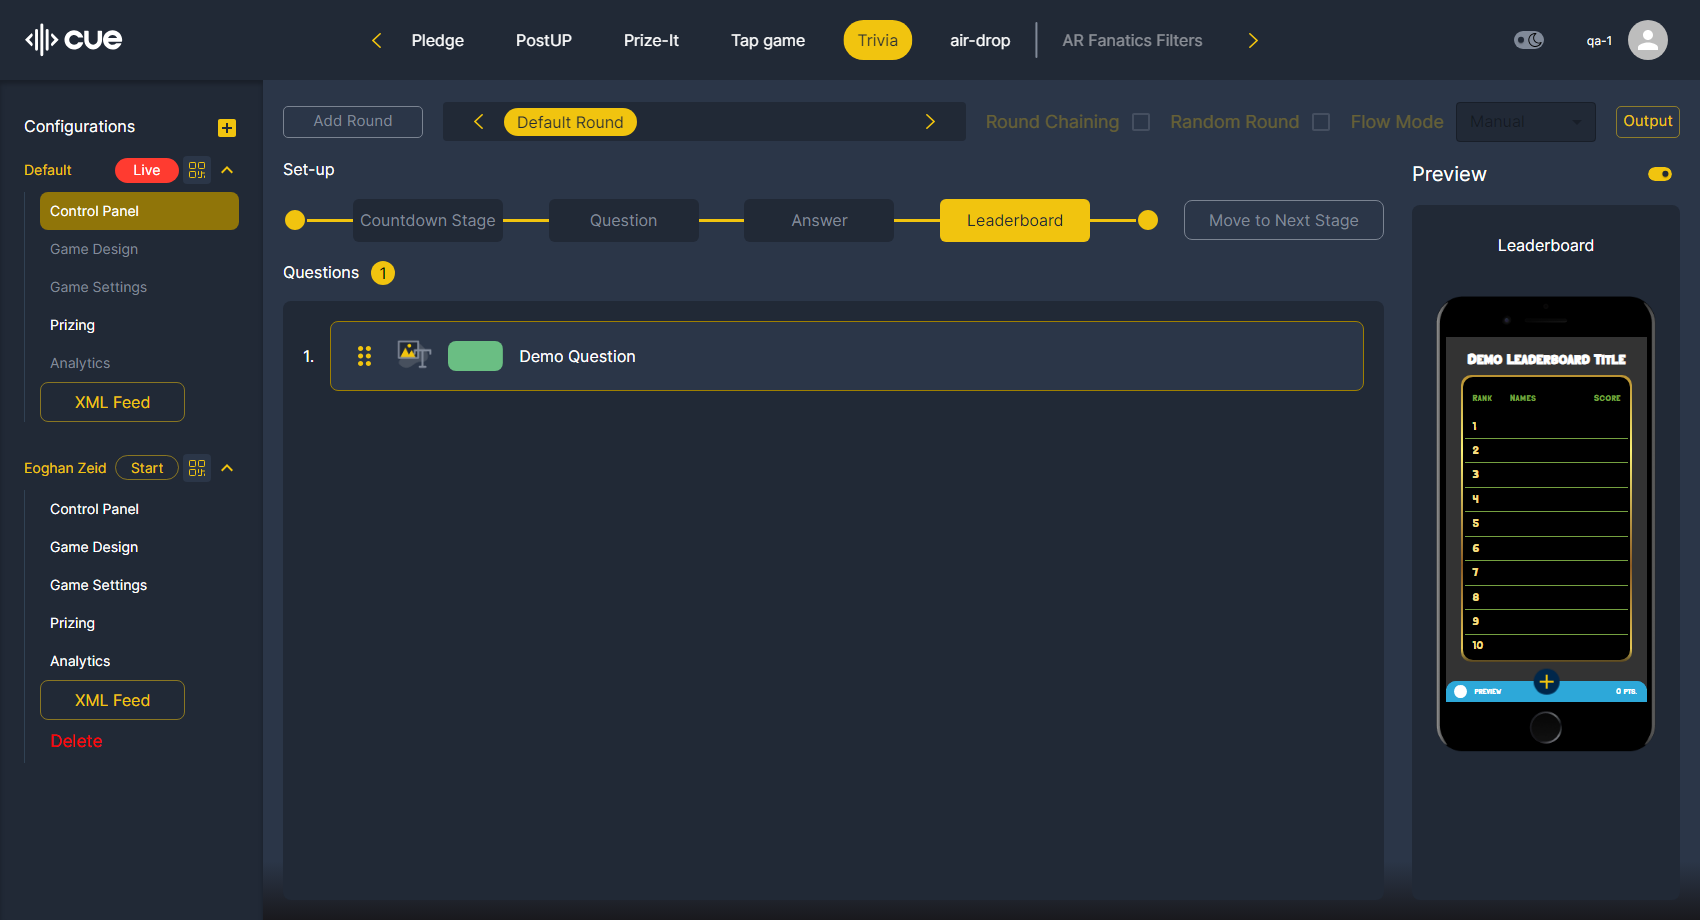 cue
Pledge PostUP Prize-It Tap game Trivia air-drop AR Fanatics Filters qa-1
Configurations
Default Live
Control Panel
Game Design
Game Settings
Prizing
Analytics
XML Feed
Eoghan Zeid Start
Control Panel
Game Design
Game Settings
Prizing
Analytics
XML Feed
Delete
Add Round Default Round Round Chaining Random Round Flow Mode Manual Output
Set-up
Countdown Stage Question Answer Leaderboard Move to Next Stage
Questions 1
1. T Demo Question
Preview
Leaderboard
Demo Leaderboard Title
Rank Names Score
1
2
3
4
5
6
7
8
9
10
PREVIEW 0 PTS.